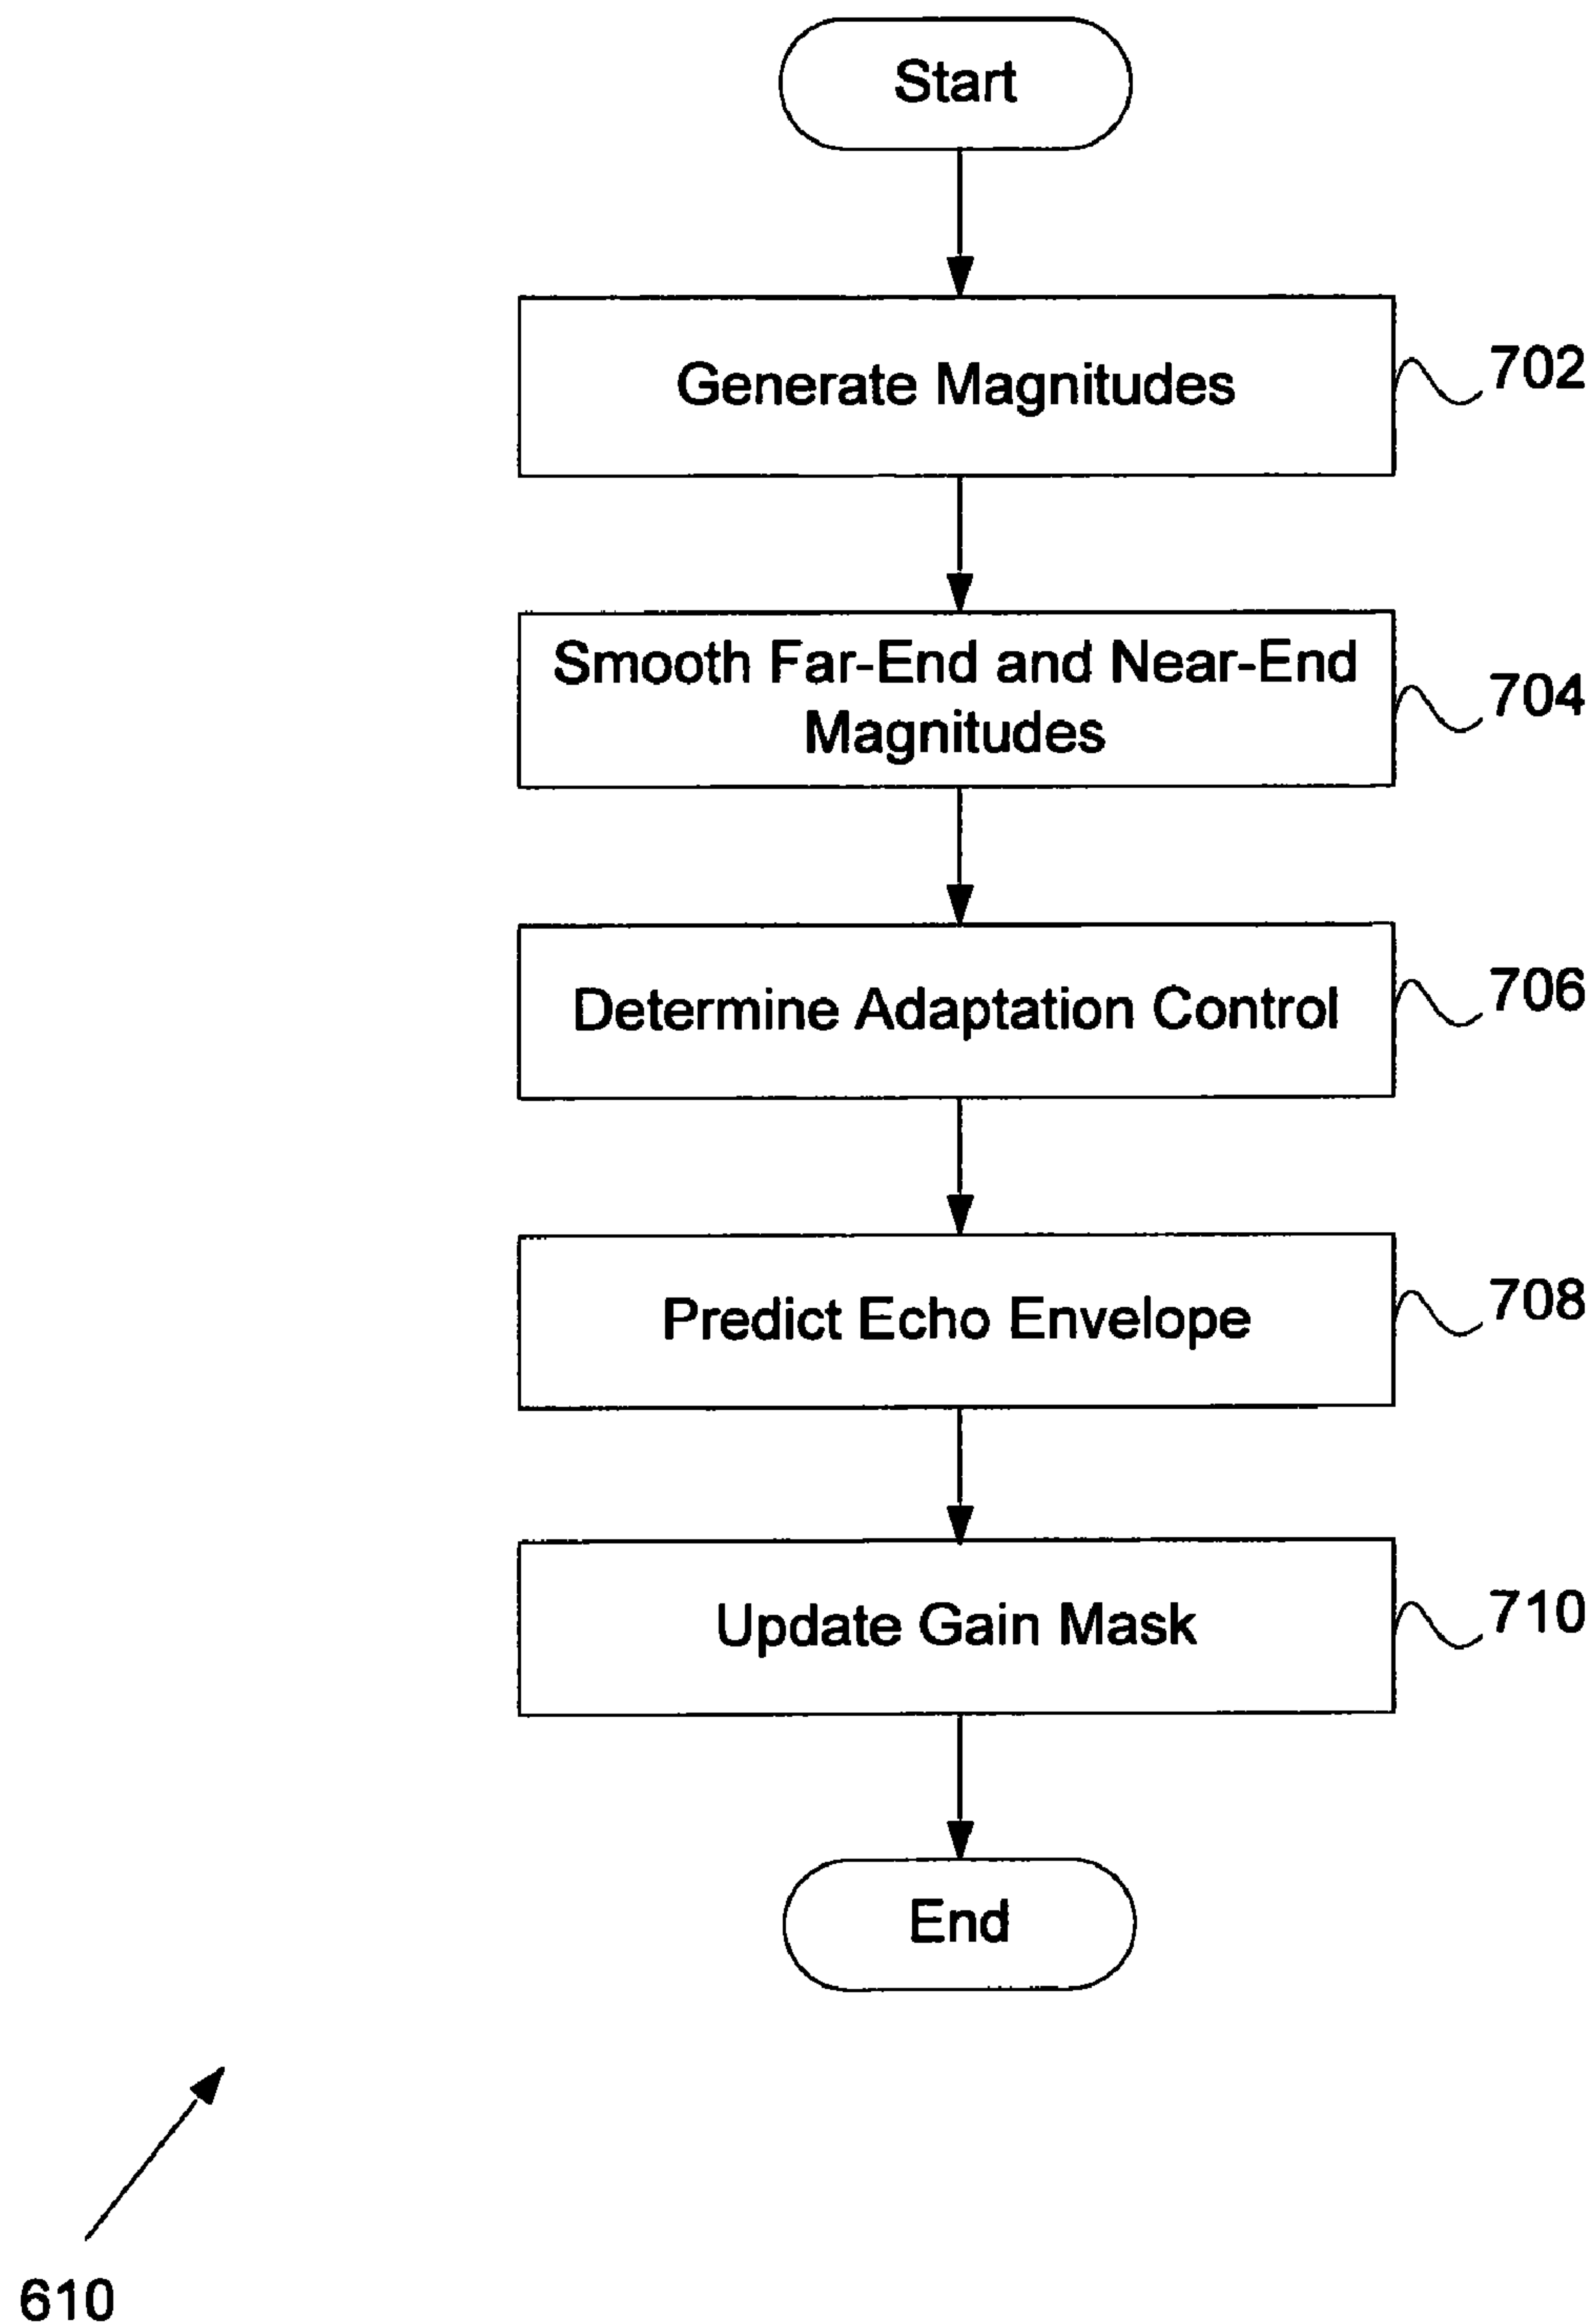 Start
Generate Magnitudes
702
Smooth Far-End and Near-End
Magnitudes
704
Determine Adaptation Control
706
Predict Echo Envelope
708
Update Gain Mask
710
End
610